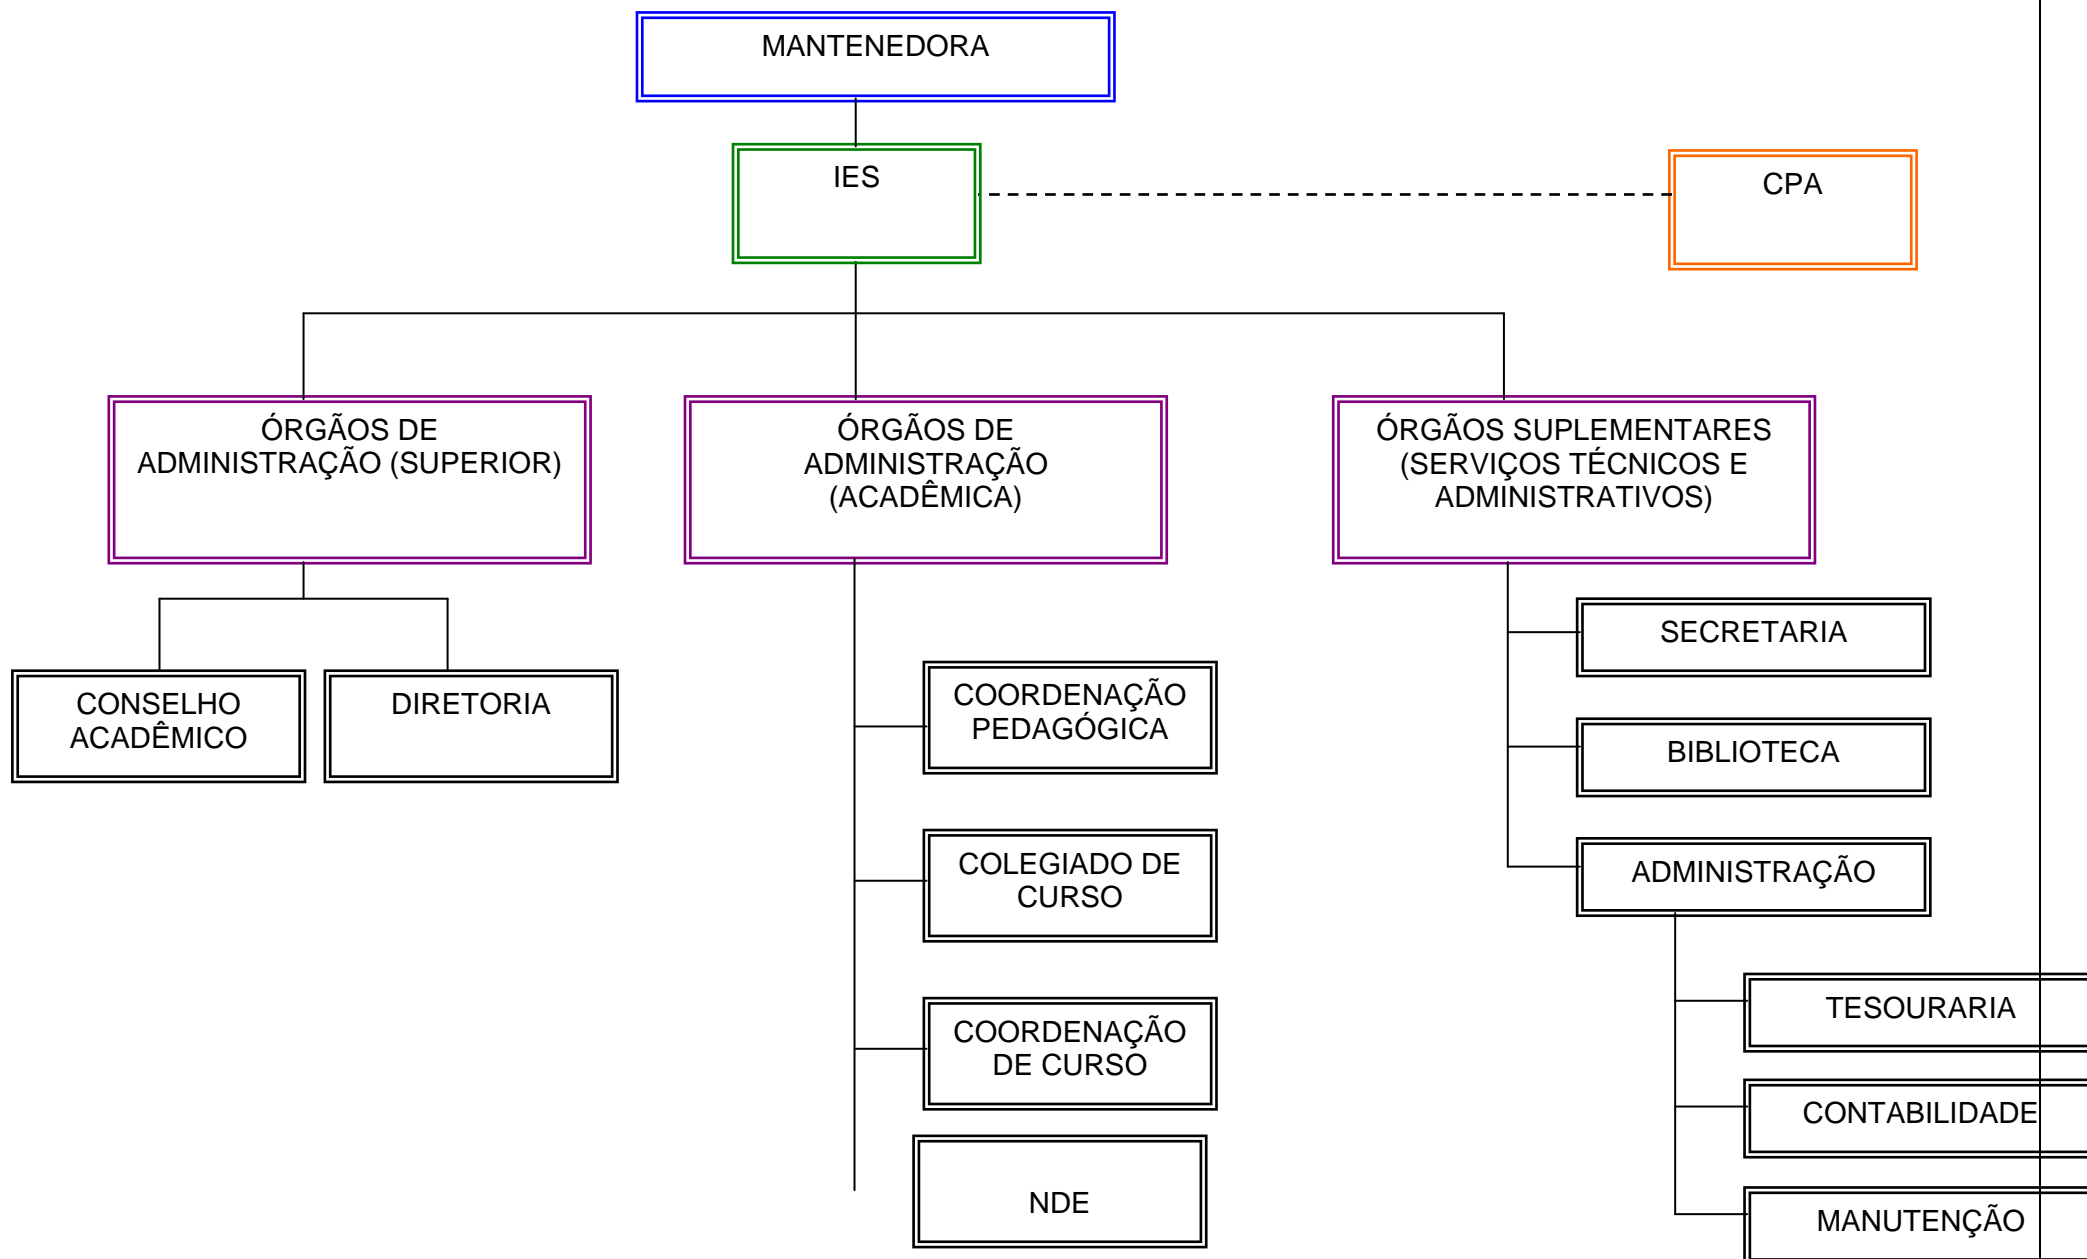 MANTENEDORA
IES
CPA
ÓRGÃOS DE
ADMINISTRAÇÃO (SUPERIOR)
ÓRGÃOS DE
ADMINISTRAÇÃO
(ACADÊMICA)
ÓRGÃOS SUPLEMENTARES
(SERVIÇOS TÉCNICOS E
ADMINISTRATIVOS)
CONSELHO
ACADÊMICO
DIRETORIA
COORDENAÇÃO
PEDAGÓGICA
COLEGIADO DE
CURSO
COORDENAÇÃO
DE CURSO
NDE
SECRETARIA
BIBLIOTECA
ADMINISTRAÇÃO
TESOURARIA
CONTABILIDADE
MANUTENÇÃO